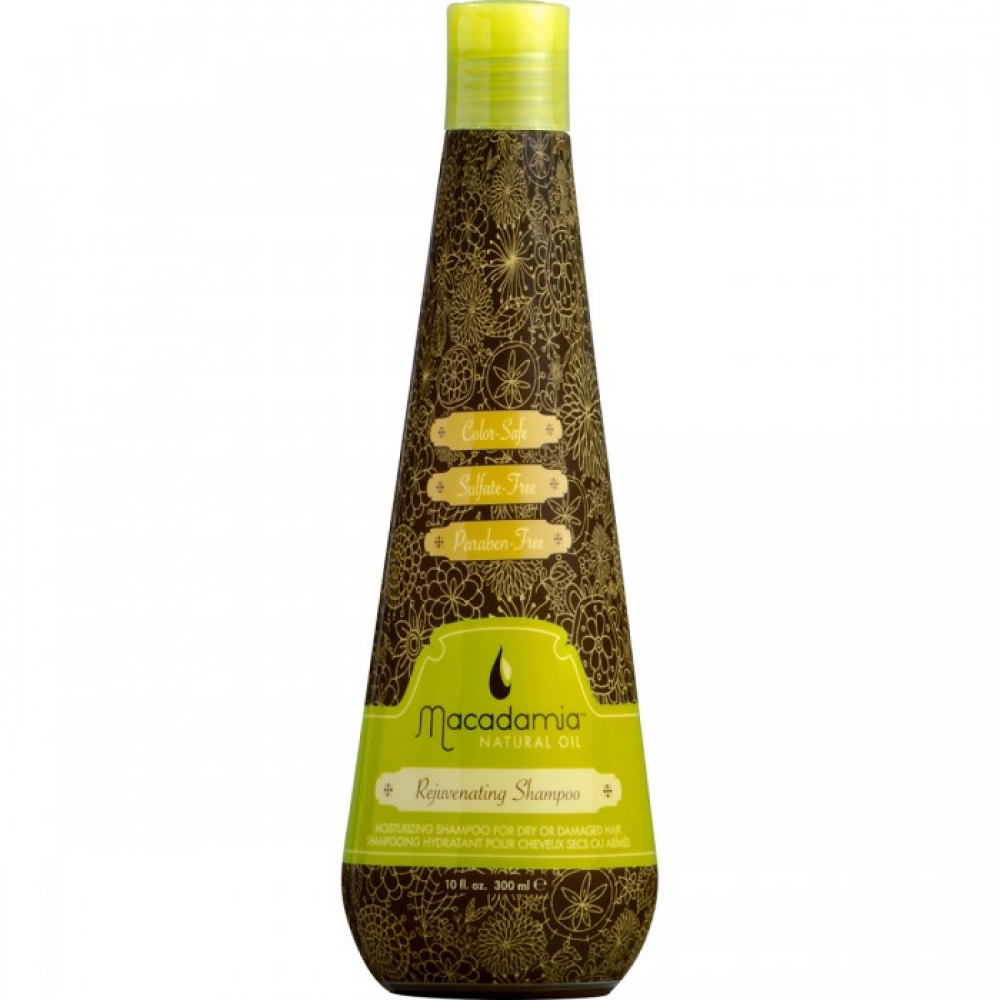 Color-Safe
Sulfate-Free
Paraben-Free
Macadamia™
NATURAL OIL
Rejuvenating Shampoo
MOISTURIZING SHAMPOO FOR DRY OR DAMAGED HAIR
SHAMPOOING HYDRATANT POUR CHEVEUX SECS OU ABÎMÉS
10 fl. oz. 300 ml ℮